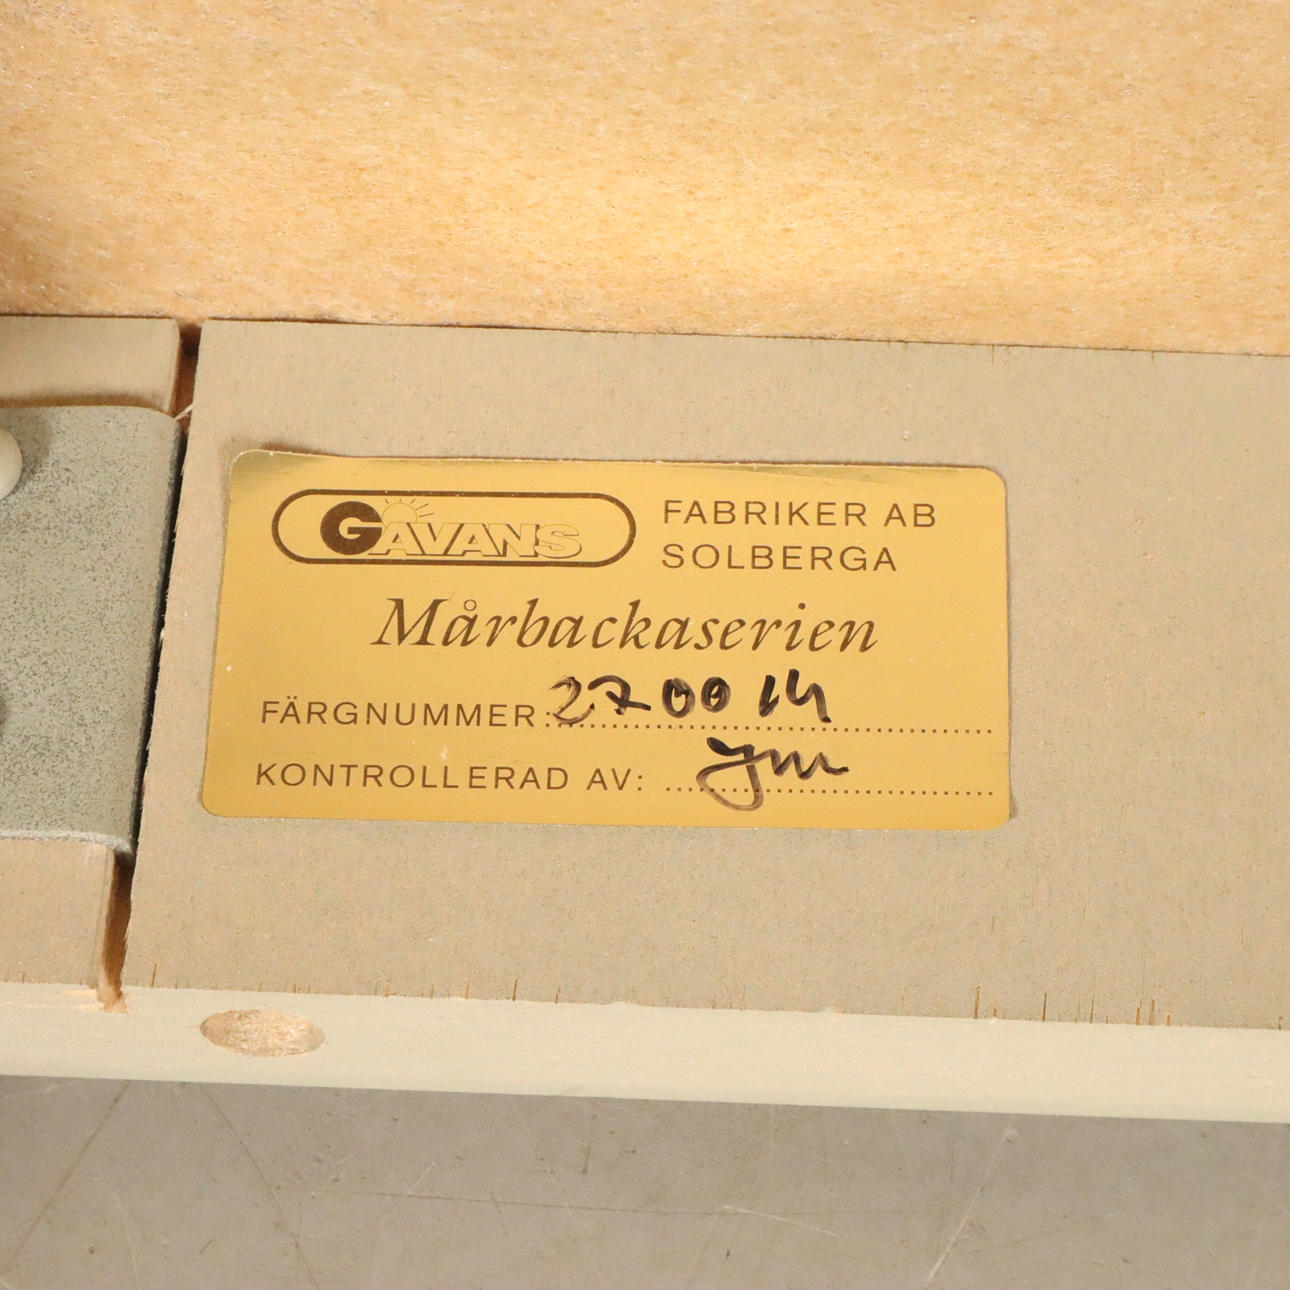 GAVANS
FABRIKER AB
SOLBERGA
Mårbackaserien
FÄRGNUMMER: 270014
KONTROLLERAD AV: